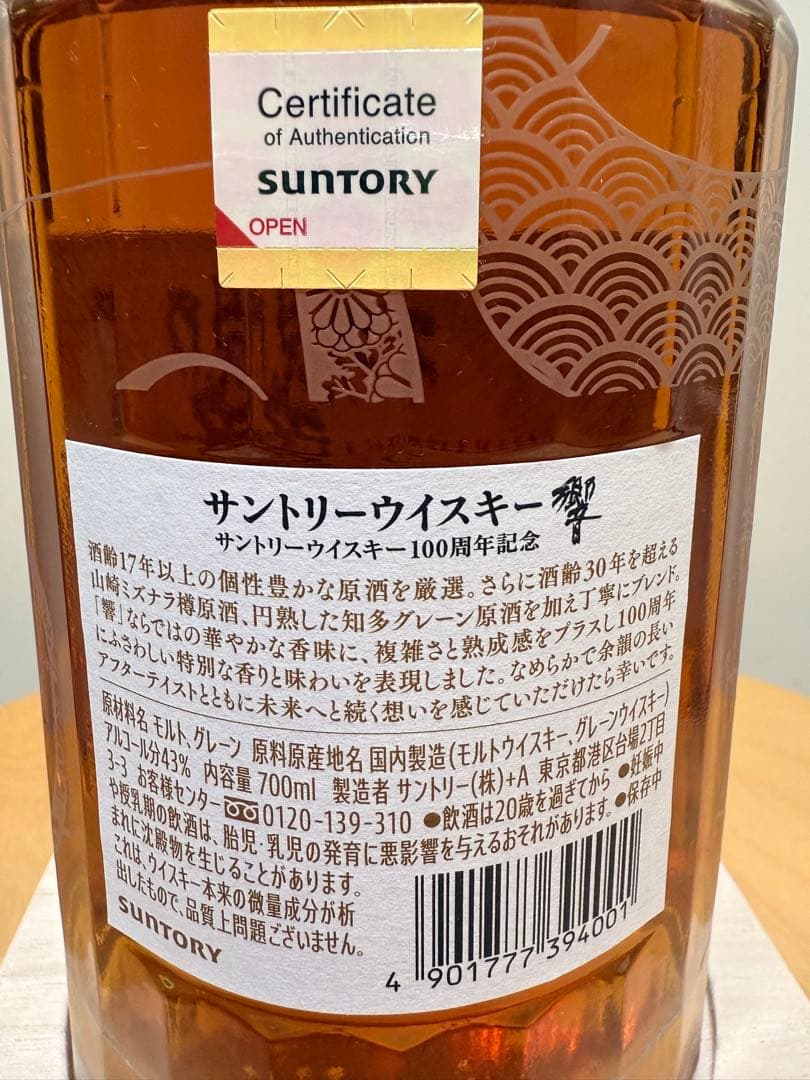 Certificate
of Authentication
SUNTORY
OPEN
サントリーウイスキー 響
サントリーウイスキー100周年記念
酒齢17年以上の個性豊かな原酒を厳選。さらに酒齢30年を超える
山崎ミズナラ樽原酒、円熟した知多グレーン原酒を加え丁寧にブレンド。
「響」ならではの華やかな香味に、複雑さと熟成感をプラスし100周年
にふさわしい特別な香りと味わいを表現しました。なめらかで余韻の長い
アフターテイストとともに未来へと続く想いを感じていただけたら幸いです。
原材料名 モルト、グレーン 原料原産地名 国内製造(モルトウイスキー、グレーンウイスキー)
アルコール分43% 内容量 700ml 製造者 サントリー(株)+A 東京都港区台場2丁目
3-3 お客様センター 0120-139-310 ●飲酒は20歳を過ぎてから ●妊娠中
や授乳期の飲酒は、胎児・乳児の発育に悪影響を与えるおそれがあります。 ●保存中
まれに沈殿物を生じることがあります。
これは、ウイスキー本来の微量成分が析
出したもので、品質上問題ございません。
SUNTORY
4 901777 394001